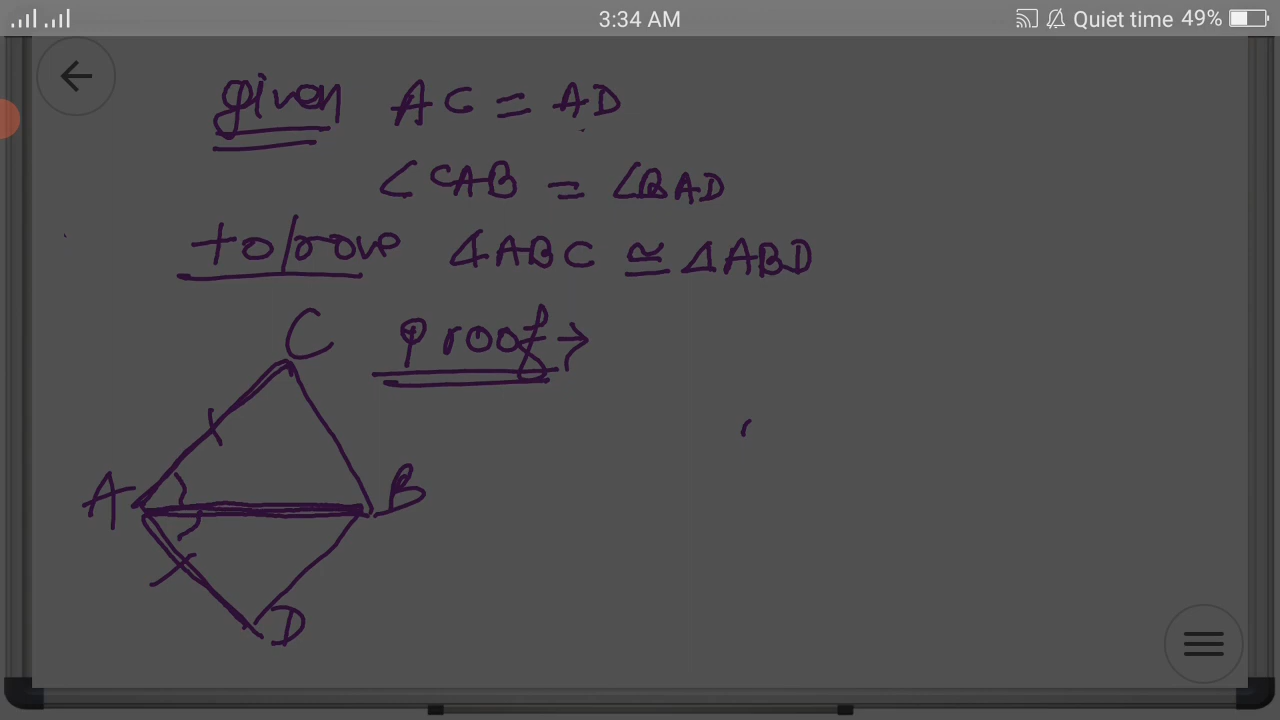 3:34 AM Quiet time 49%
given AC = AD
∠CAB = ∠BAD
to prove ΔABC ≅ ΔABD
C Proof →
A B
D